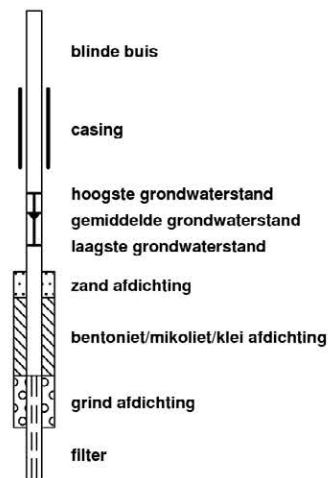 blinde buis
casing
hoogste grondwaterstand
gemiddelde grondwaterstand
laagste grondwaterstand
zand afdichting
bentoniet/mikoliet/klei afdichting
grind afdichting
filter